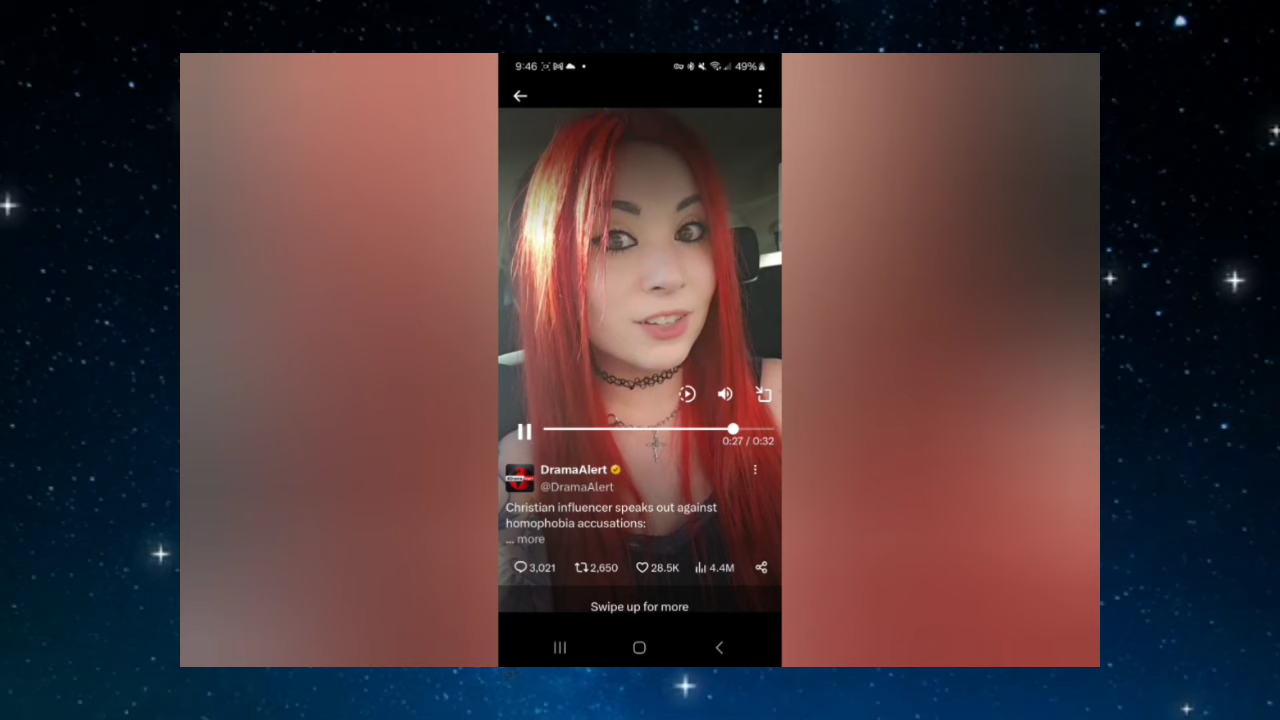 9:46
49%
0:27 / 0:32
DramaAlert
@DramaAlert
Christian influencer speaks out against
homophobia accusations:
... more
3,021 2,650 28.5K 4.4M
Swipe up for more